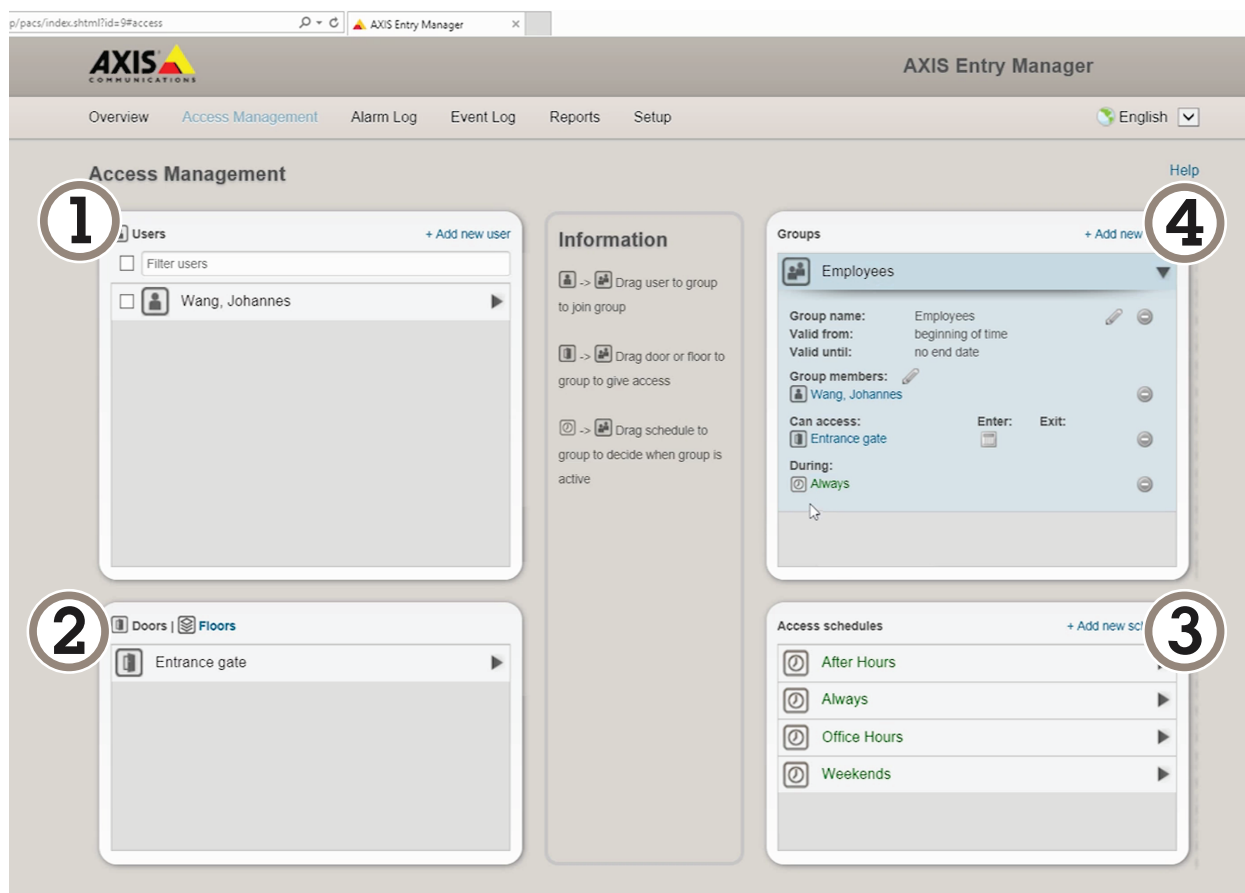 p/pacs/index.shtml?id=9#access
AXIS Entry Manager
AXIS
COMMUNICATIONS
AXIS Entry Manager
Overview
Access Management
Alarm Log
Event Log
Reports
Setup
English
Access Management
Help
1
Users
+ Add new user
Filter users
Wang, Johannes
Information
-> Drag user to group
to join group
-> Drag door or floor to
group to give access
-> Drag schedule to
group to decide when group is
active
4
Groups
+ Add new
Employees
Group name: Employees
Valid from: beginning of time
Valid until: no end date
Group members:
Wang, Johannes
Can access: Enter: Exit:
Entrance gate
During:
Always
2
Doors | Floors
Entrance gate
3
Access schedules
+ Add new sc
After Hours
Always
Office Hours
Weekends